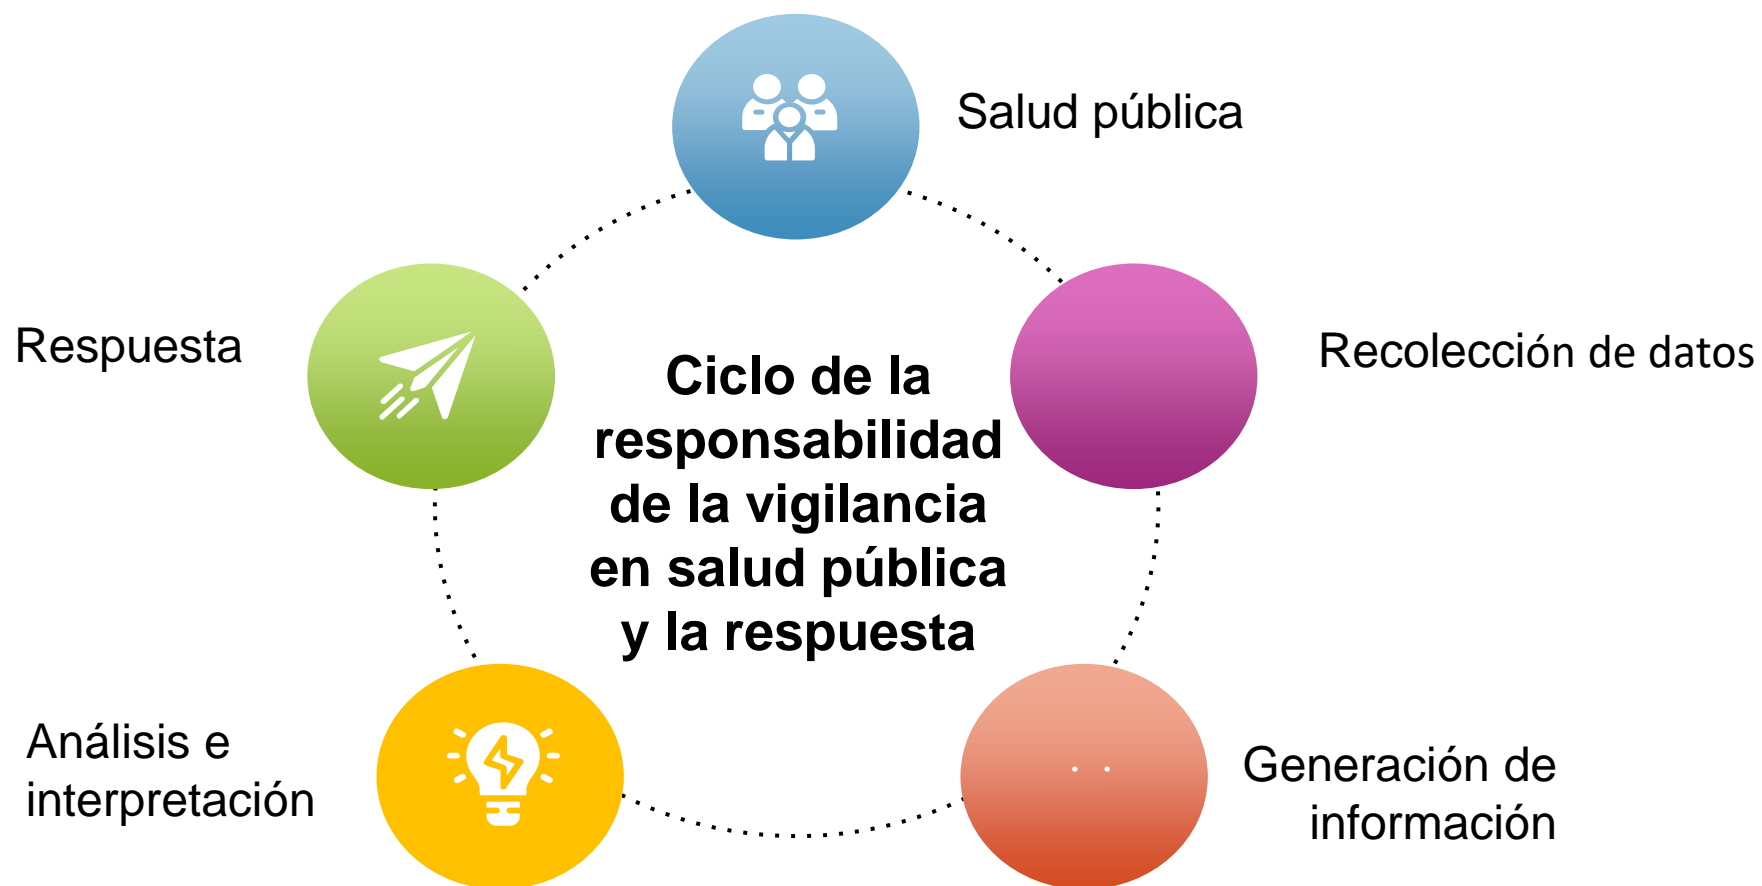 Salud pública
Respuesta
Recolección de datos
Ciclo de la
responsabilidad
de la vigilancia
en salud pública
y la respuesta
Análisis e
interpretación
Generación de
información